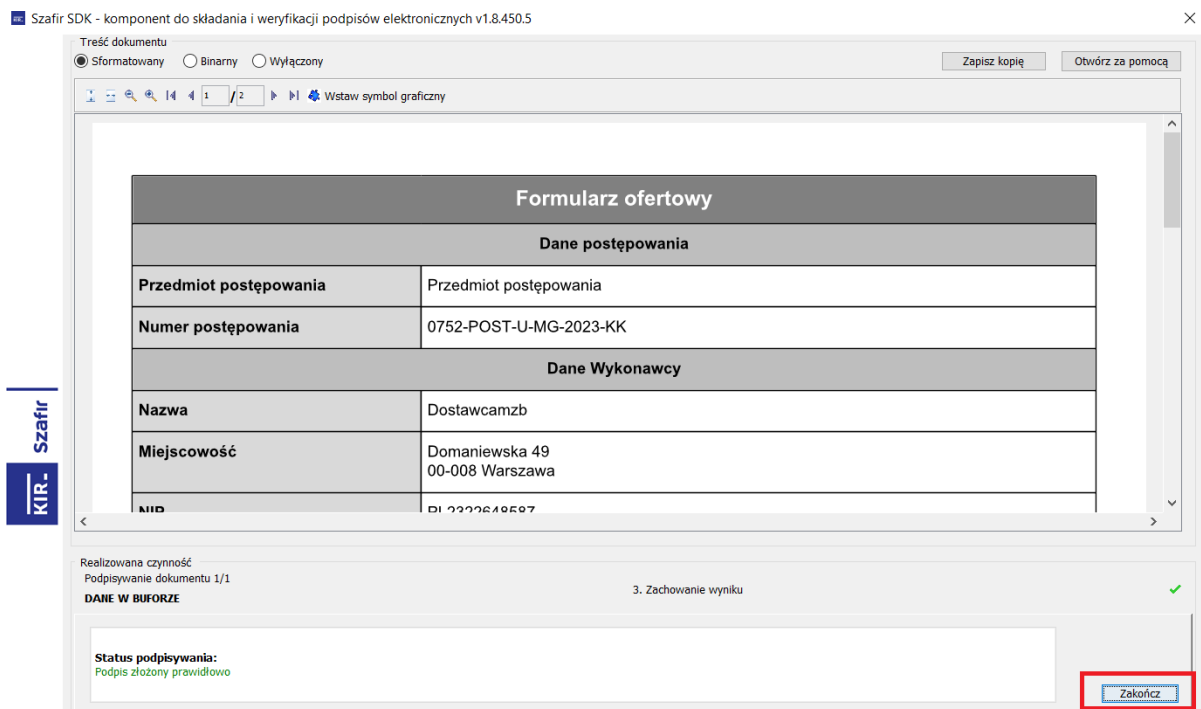 Szafir SDK - komponent do składania i weryfikacji podpisów elektronicznych v1.8.450.5
Treść dokumentu
Sformatowany Binarny Wyłączony Zapisz kopię Otwórz za pomocą
1 / 2 Wstaw symbol graficzny
Formularz ofertowy
Dane postępowania
Przedmiot postępowania Przedmiot postępowania
Numer postępowania 0752-POST-U-MG-2023-KK
Dane Wykonawcy
Nazwa Dostawcamzb
Miejscowość Domaniewska 49
00-008 Warszawa
NIP PL2322648587
KIR Szafir
Realizowana czynność
Podpisywanie dokumentu 1/1
DANE W BUFORZE
3. Zachowanie wyniku
Status podpisywania:
Podpis złożony prawidłowo
Zakończ